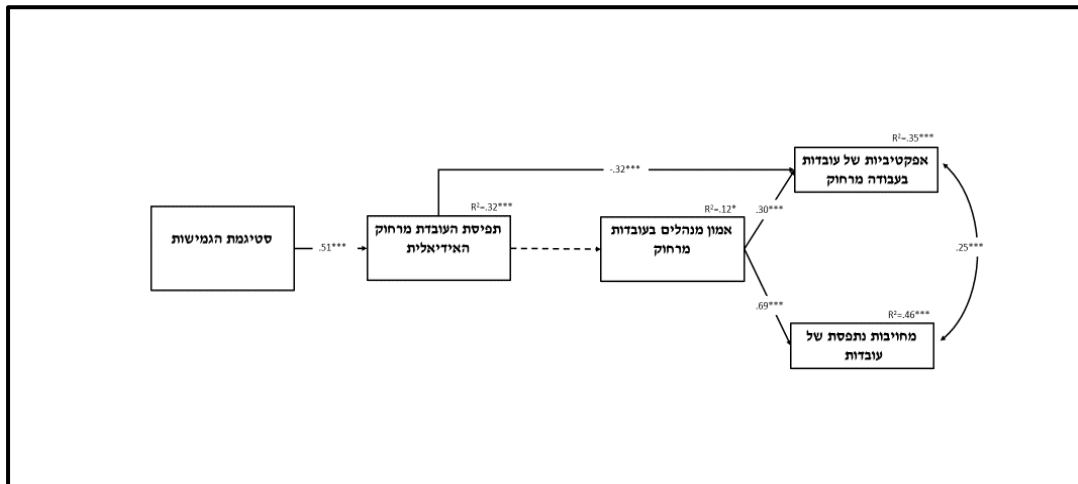 R²=.35***
אפקטיביות של עובדות
בעבודה מרחוק
-.32***
R²=.32***
תפיסת העובדת מרחוק
האידיאלית
R²=.12*
אמון מנהלים בעובדות
מרחוק
.30***
סטיגמת הגמישות
.51***
.25***
.69***
R²=.46***
מחויבות נתפסת של
עובדות